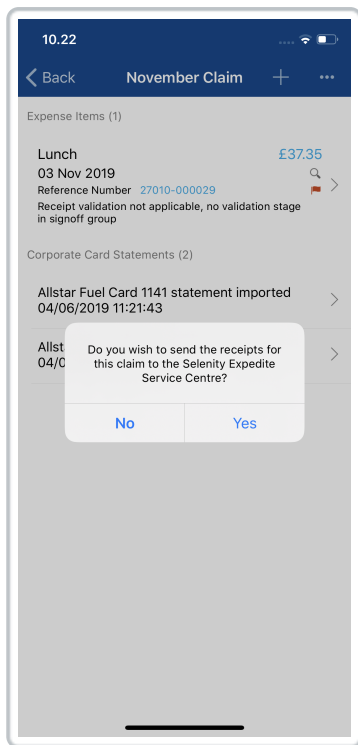 10.22
Back November Claim
Expense Items (1)
Lunch £37.35
03 Nov 2019
Reference Number 27010-000029
Receipt validation not applicable, no validation stage
in signoff group
Corporate Card Statements (2)
Allstar Fuel Card 1141 statement imported
04/06/2019 11:21:43
Allst
04/0
Do you wish to send the receipts for
this claim to the Selenity Expedite
Service Centre?
No Yes